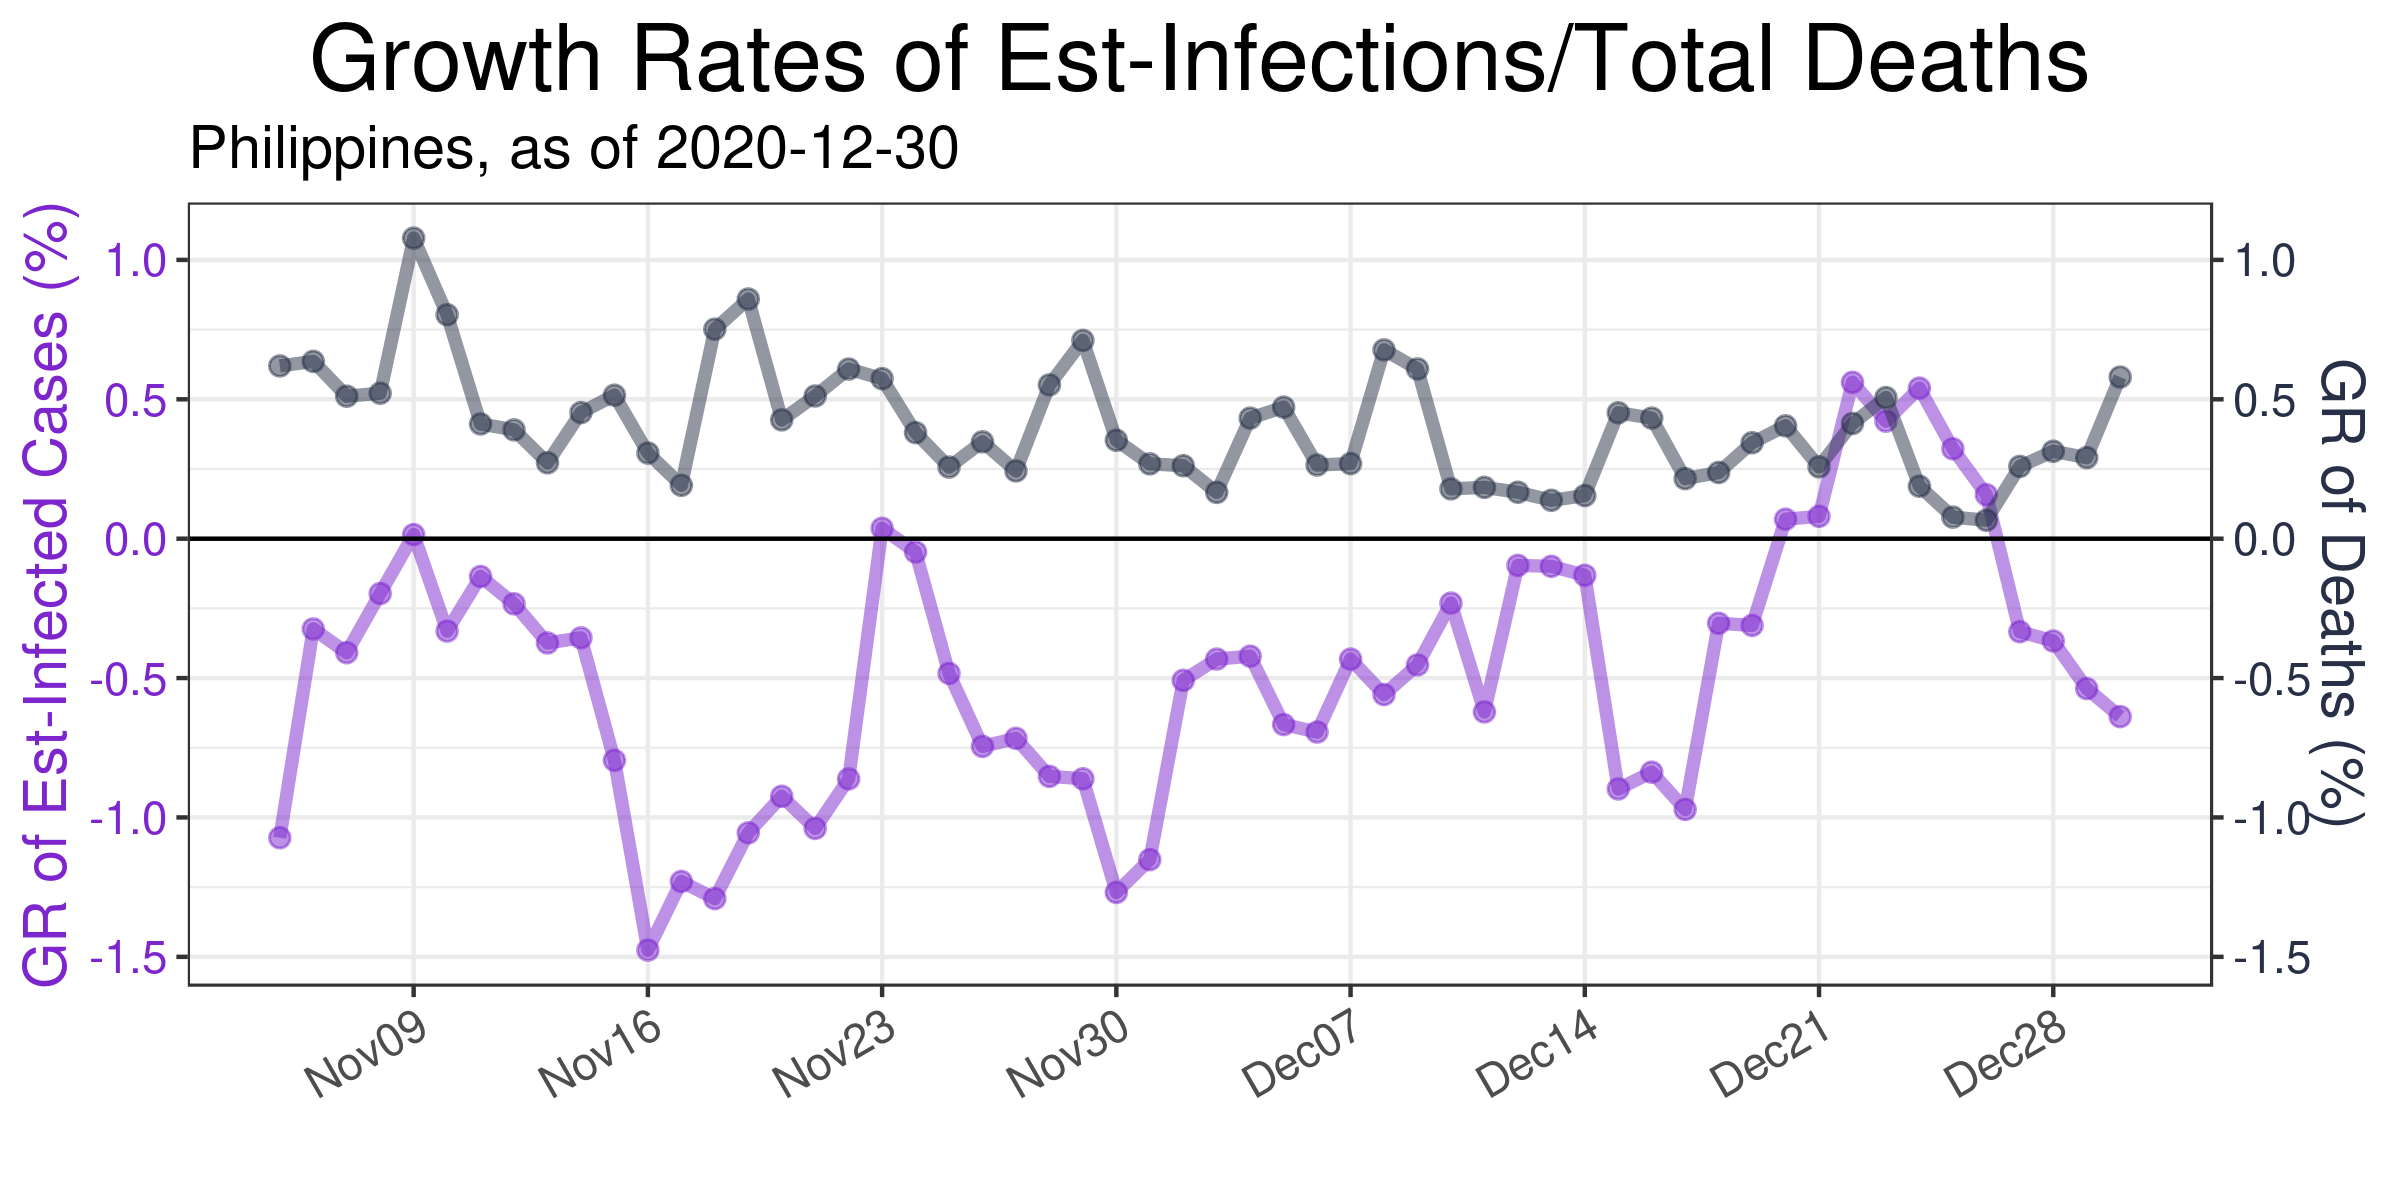 Growth Rates of Est-Infections/Total Deaths
Philippines, as of 2020-12-30
GR of Est-Infected Cases (%)
1.0
0.5
0.0
-0.5
-1.0
-1.5
1.0
0.5
0.0
-0.5
-1.0
-1.5
GR of Deaths (%)
Nov09
Nov16
Nov23
Nov30
Dec07
Dec14
Dec21
Dec28